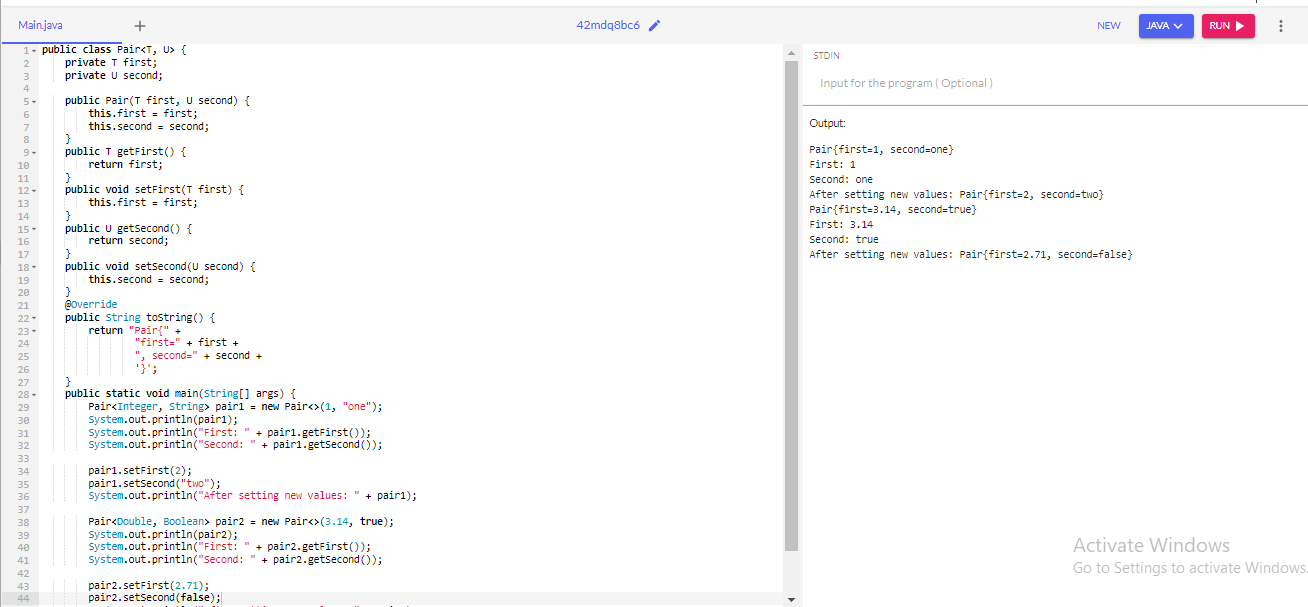 Main.java
+
42mdq8bc6
NEW
JAVA
RUN
1 public class Pair<T, U> {
2     private T first;
3     private U second;
4
5     public Pair(T first, U second) {
6         this.first = first;
7         this.second = second;
8     }
9     public T getFirst() {
10         return first;
11     }
12     public void setFirst(T first) {
13         this.first = first;
14     }
15     public U getSecond() {
16         return second;
17     }
18     public void setSecond(U second) {
19         this.second = second;
20     }
21     @Override
22     public String toString() {
23         return "Pair{" +
24                 "first=" + first +
25                 ", second=" + second +
26                 '}';
27     }
28     public static void main(String[] args) {
29         Pair<Integer, String> pair1 = new Pair<>(1, "one");
30         System.out.println(pair1);
31         System.out.println("First: " + pair1.getFirst());
32         System.out.println("Second: " + pair1.getSecond());
33
34         pair1.setFirst(2);
35         pair1.setSecond("two");
36         System.out.println("After setting new values: " + pair1);
37
38         Pair<Double, Boolean> pair2 = new Pair<>(3.14, true);
39         System.out.println(pair2);
40         System.out.println("First: " + pair2.getFirst());
41         System.out.println("Second: " + pair2.getSecond());
42
43         pair2.setFirst(2.71);
44         pair2.setSecond(false);
STDIN
Input for the program ( Optional )
Output:
Pair{first=1, second=one}
First: 1
Second: one
After setting new values: Pair{first=2, second=two}
Pair{first=3.14, second=true}
First: 3.14
Second: true
After setting new values: Pair{first=2.71, second=false}
Activate Windows
Go to Settings to activate Windows.